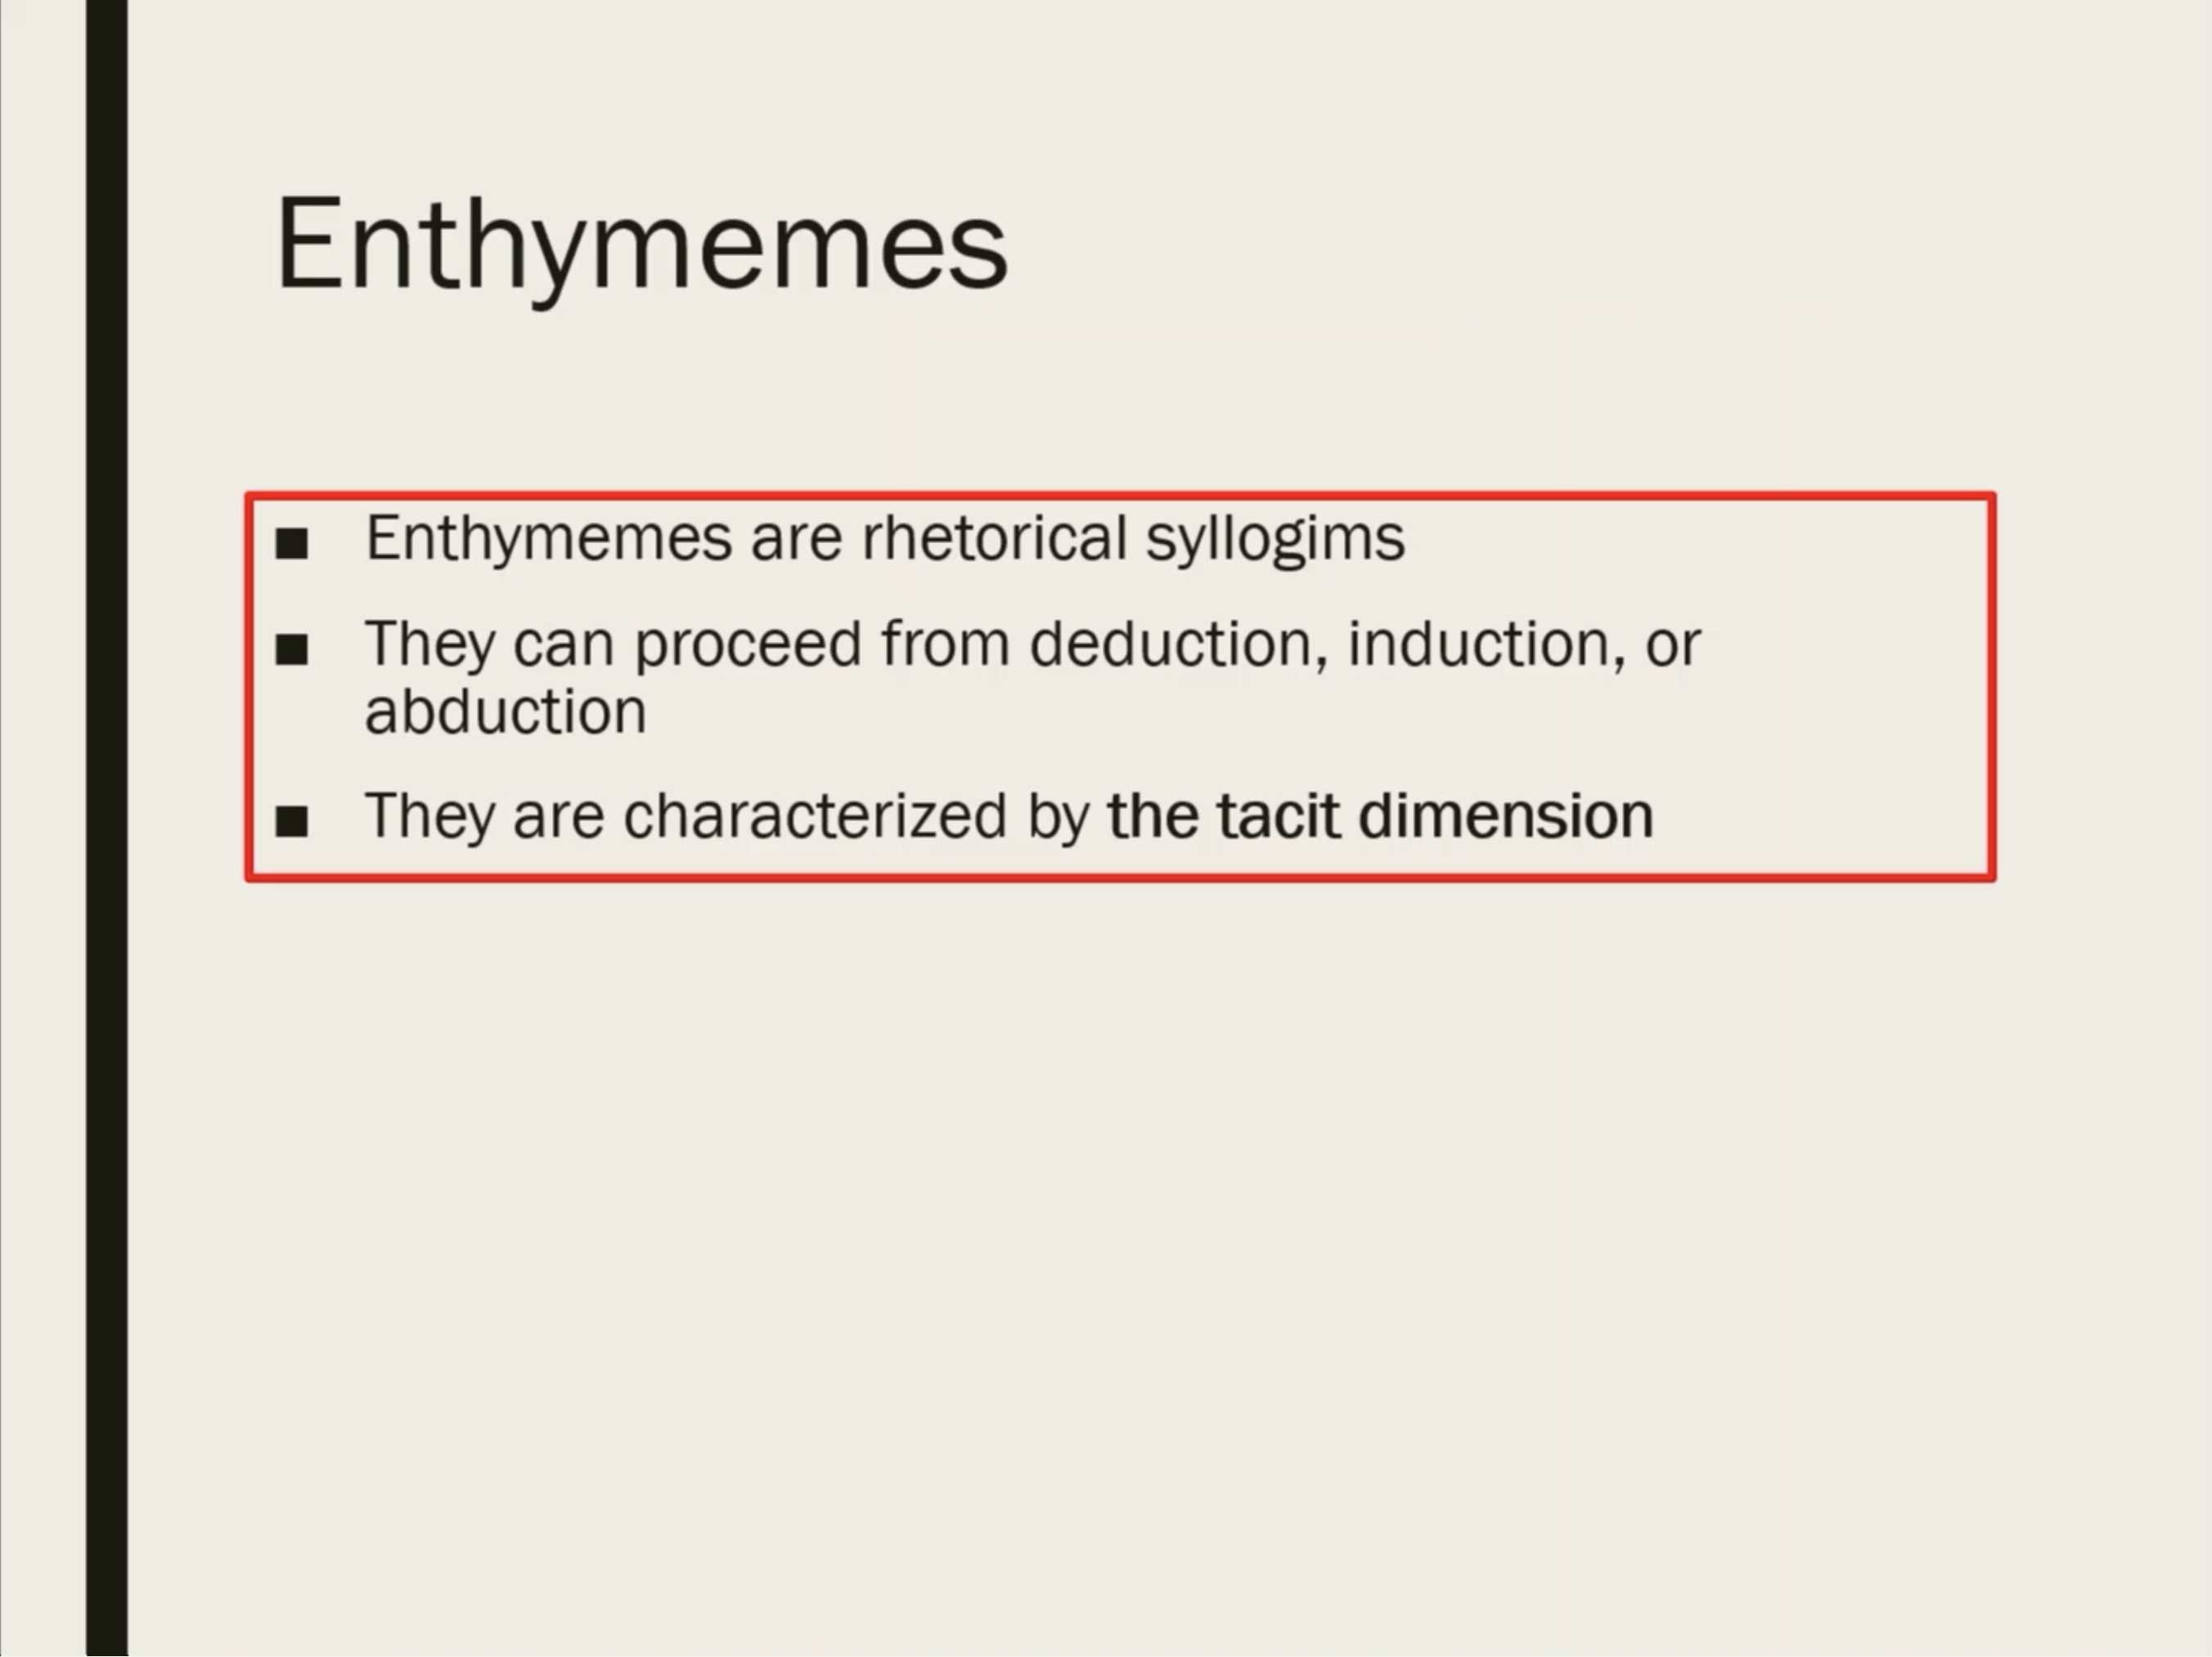 Enthymemes
■ Enthymemes are rhetorical syllogims
■ They can proceed from deduction, induction, or
abduction
■ They are characterized by the tacit dimension